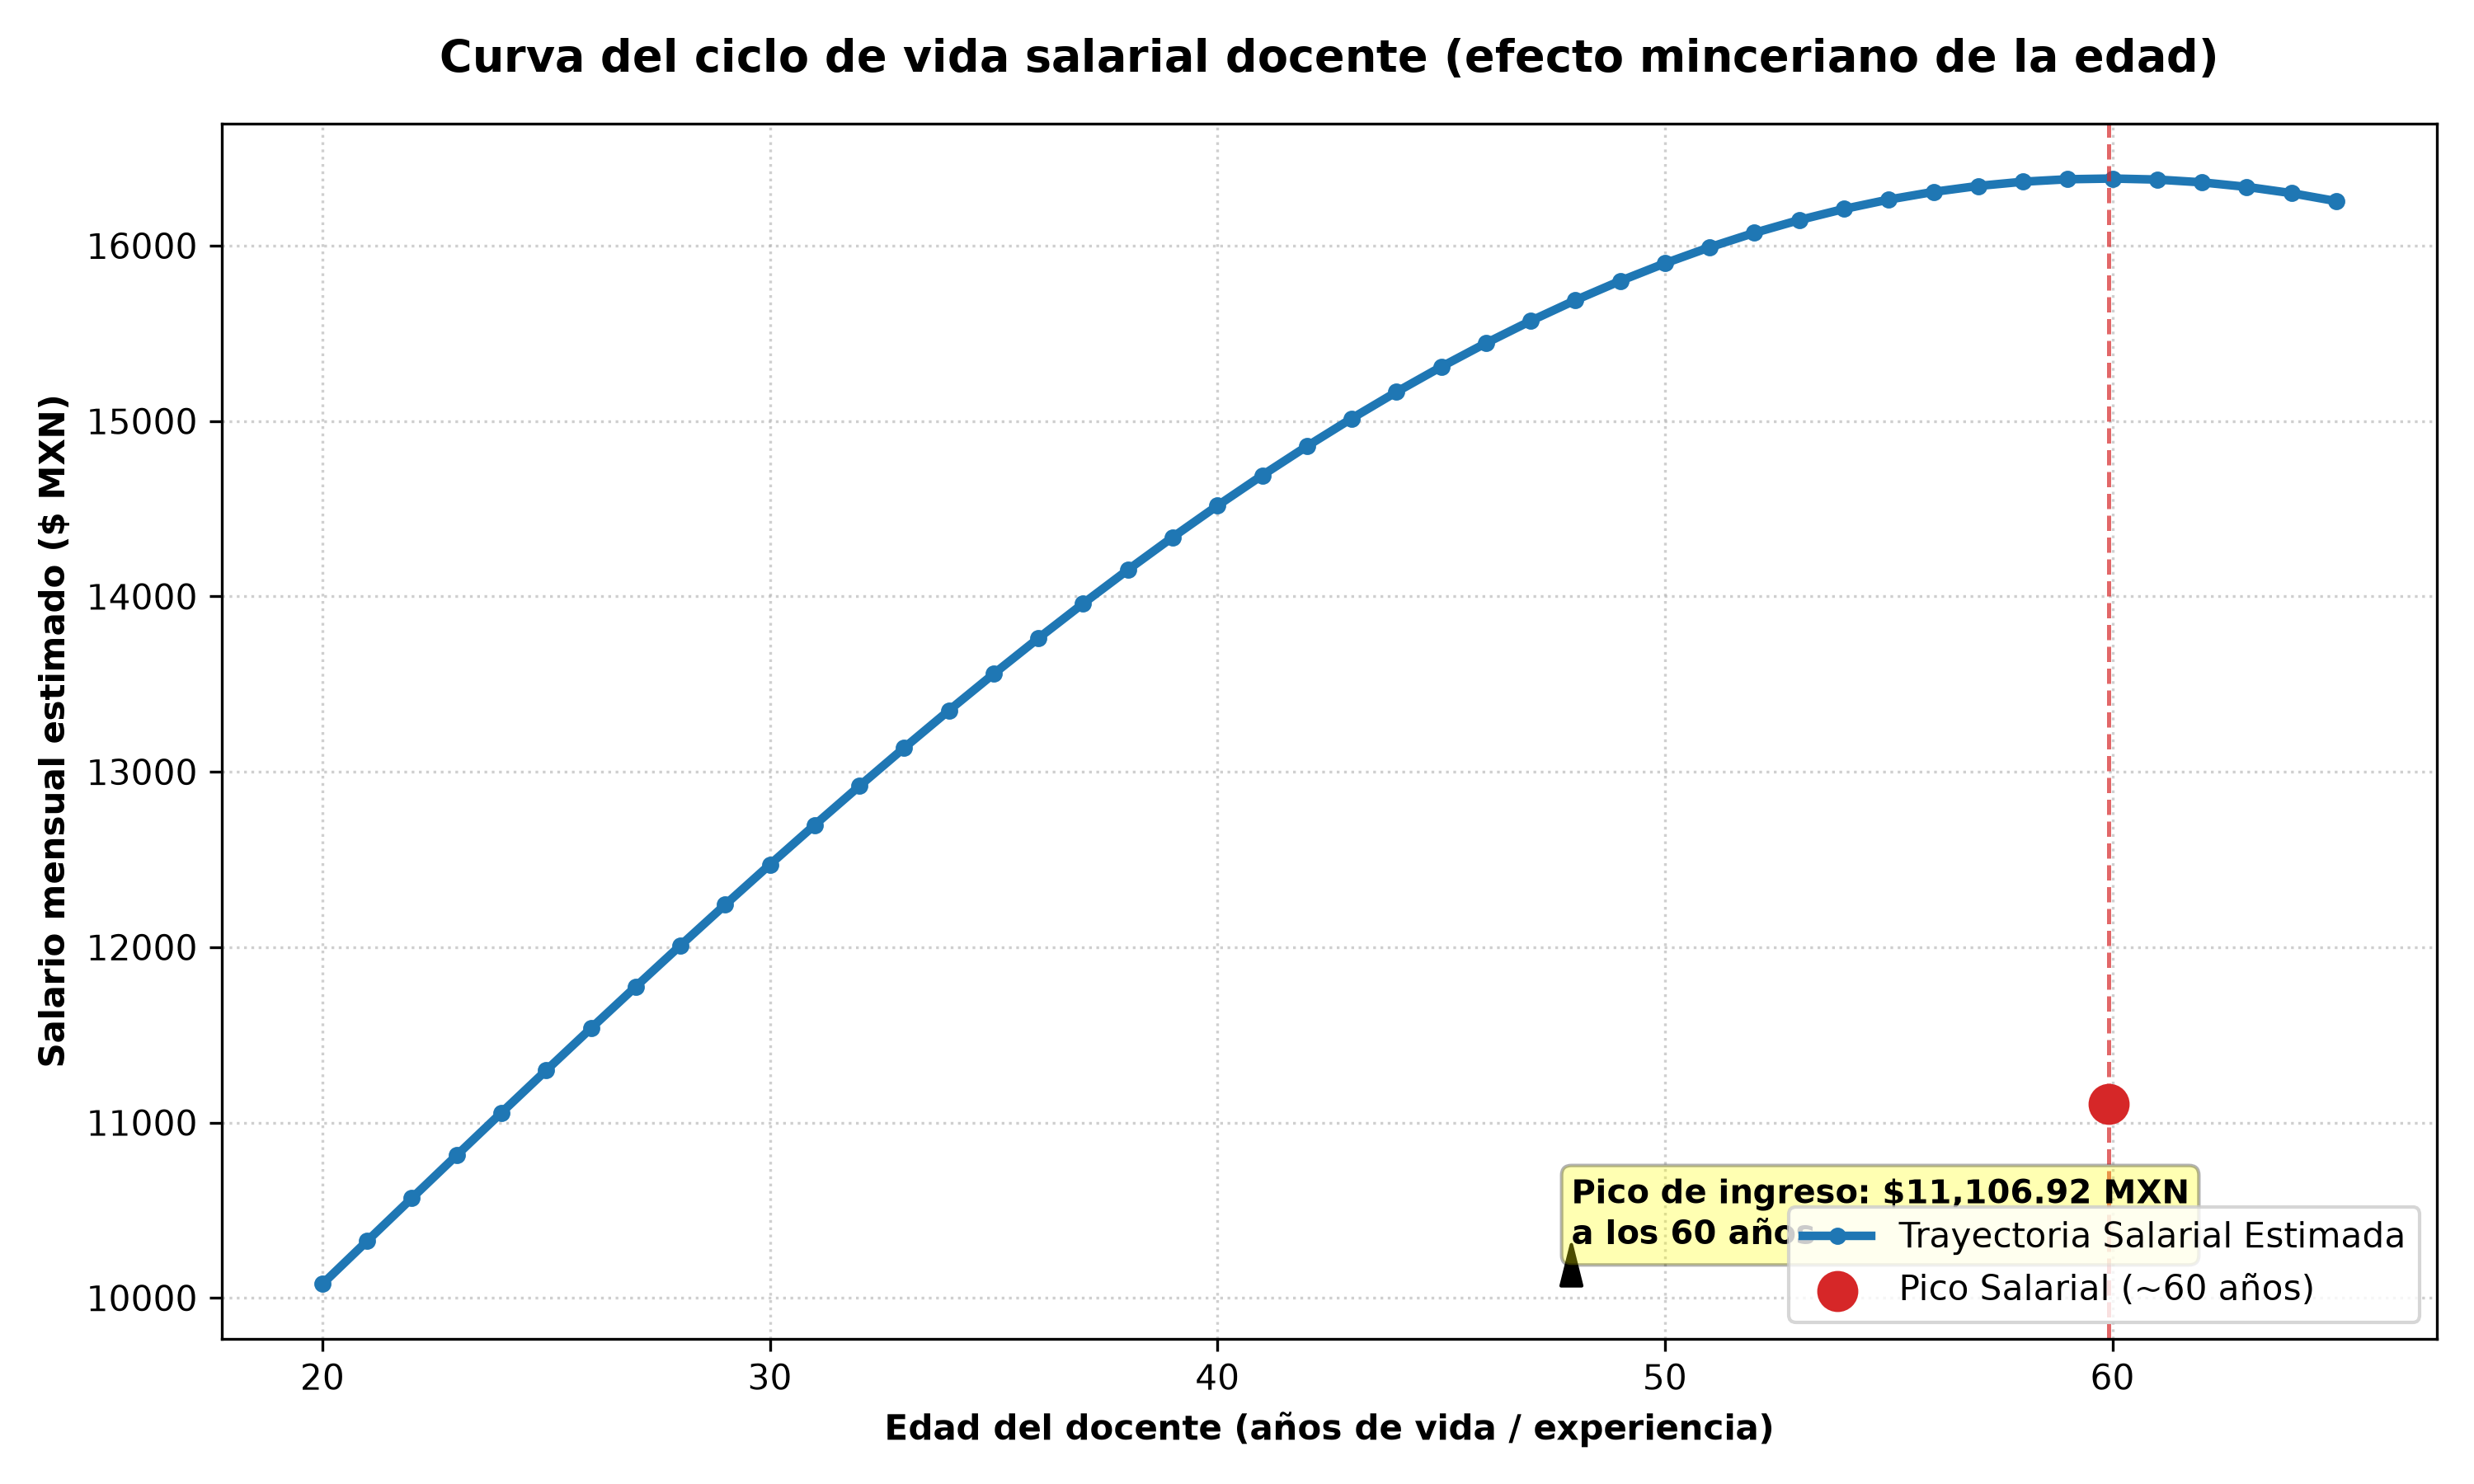 Curva del ciclo de vida salarial docente (efecto minceriano de la edad)
Salario mensual estimado ($ MXN)
16000
15000
14000
13000
12000
11000
10000
Pico de ingreso: $11,106.92 MXN
a los 60 años
Trayectoria Salarial Estimada
Pico Salarial (~60 años)
20
30
40
50
60
Edad del docente (años de vida / experiencia)